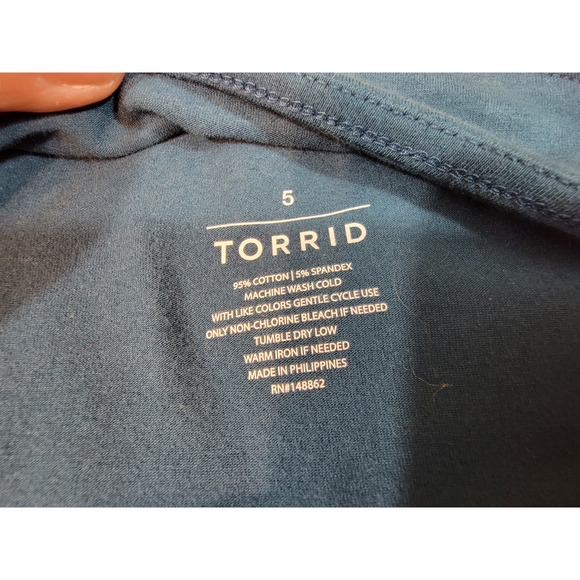 5
TORRID
95% COTTON | 5% SPANDEX
MACHINE WASH COLD
WITH LIKE COLORS GENTLE CYCLE USE
ONLY NON-CHLORINE BLEACH IF NEEDED
TUMBLE DRY LOW
WARM IRON IF NEEDED
MADE IN PHILIPPINES
RN#148862